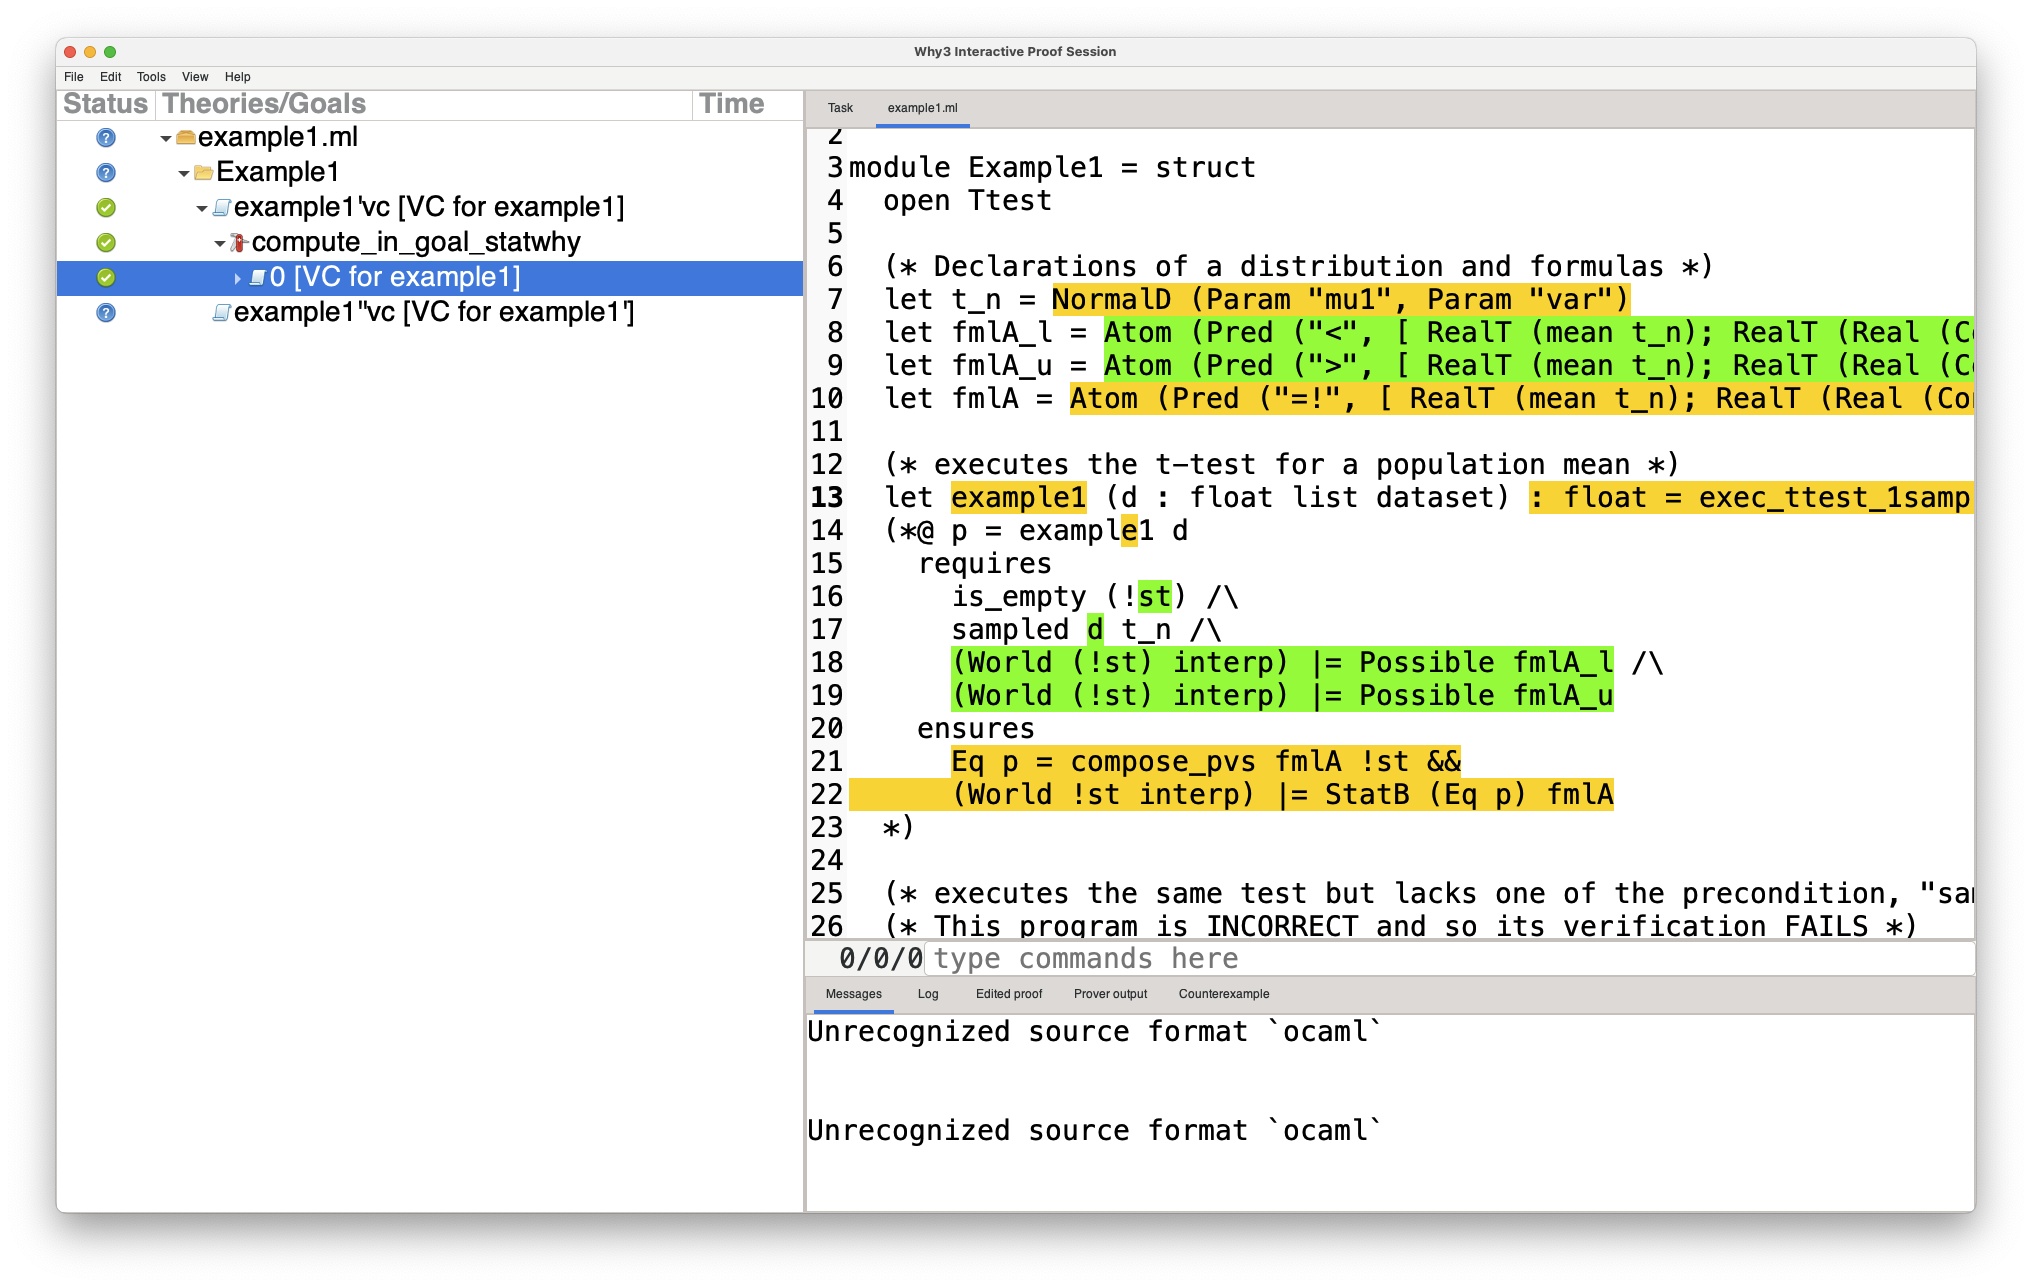 Why3 Interactive Proof Session
File Edit Tools View Help
Status Theories/Goals Time
example1.ml
Example1
example1'vc [VC for example1]
compute_in_goal_statwhy
0 [VC for example1]
example1''vc [VC for example1']
Task example1.ml
2
3 module Example1 = struct
4 open Ttest
5
6 (* Declarations of a distribution and formulas *)
7 let t_n = NormalD (Param "mu1", Param "var")
8 let fmlA_l = Atom (Pred ("<", [ RealT (mean t_n); RealT (Real (Co
9 let fmlA_u = Atom (Pred (">", [ RealT (mean t_n); RealT (Real (Co
10 let fmlA = Atom (Pred ("=!", [ RealT (mean t_n); RealT (Real (Con
11
12 (* executes the t-test for a population mean *)
13 let example1 (d : float list dataset) : float = exec_ttest_1samp
14 (*@ p = example1 d
15 requires
16 is_empty (!st) /\
17 sampled d t_n /\
18 (World (!st) interp) |= Possible fmlA_l /\
19 (World (!st) interp) |= Possible fmlA_u
20 ensures
21 Eq p = compose_pvs fmlA !st &&
22 (World !st interp) |= StatB (Eq p) fmlA
23 *)
24
25 (* executes the same test but lacks one of the precondition, "sam
26 (* This program is INCORRECT and so its verification FAILS *)
0/0/0 type commands here
Messages Log Edited proof Prover output Counterexample
Unrecognized source format `ocaml`
Unrecognized source format `ocaml`